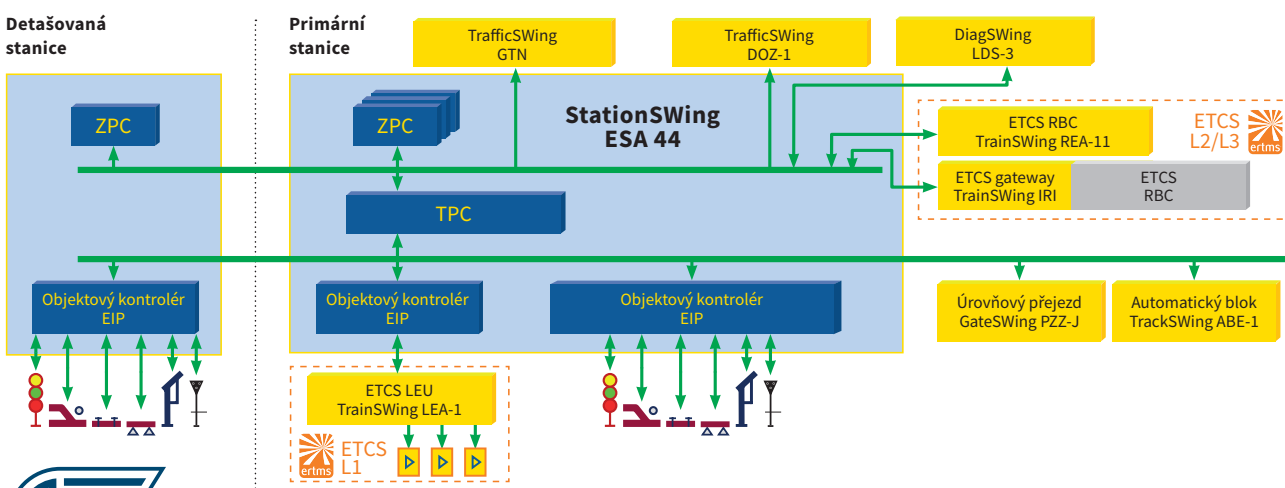 Detašovaná
stanice
Primární
stanice
TrafficSWing
GTN
TrafficSWing
DOZ-1
DiagSWing
LDS-3
ZPC
ZPC
StationSWing
ESA 44
ETCS RBC
TrainSWing REA-11
ETCS
L2/L3
ertms
ETCS gateway
TrainSWing IRI
ETCS
RBC
TPC
Objektový kontrolér
EIP
Objektový kontrolér
EIP
Objektový kontrolér
EIP
Úrovňový přejezd
GateSWing PZZ-J
Automatický blok
TrackSWing ABE-1
ETCS LEU
TrainSWing LEA-1
ertms
ETCS
L1